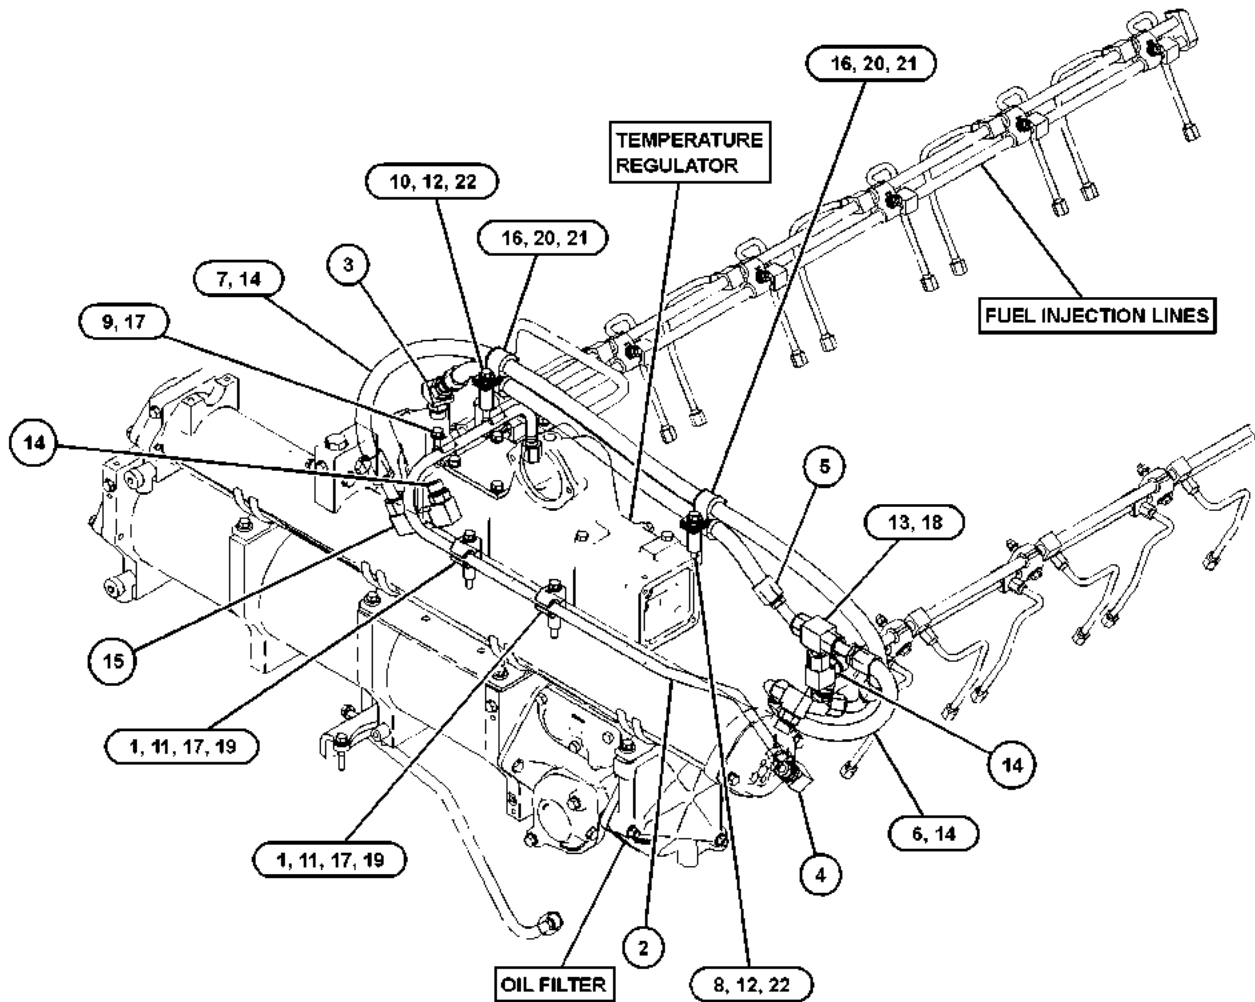 16, 20, 21
TEMPERATURE
REGULATOR
10, 12, 22
16, 20, 21
3
7, 14
9, 17
FUEL INJECTION LINES
14
5
13, 18
15
1, 11, 17, 19
14
6, 14
1, 11, 17, 19
4
2
OIL FILTER
8, 12, 22